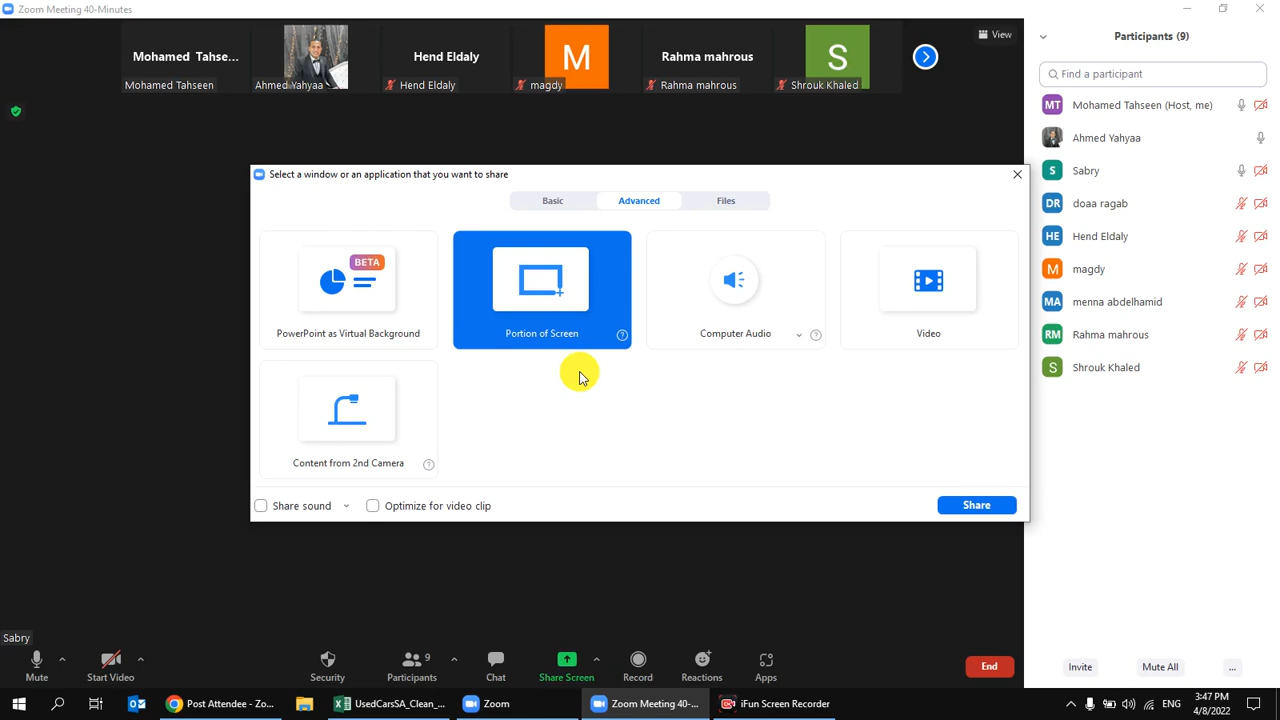 Zoom Meeting 40-Minutes
Mohamed Tahse...
Mohamed Tahseen
Ahmed Yahyaa
Hend Eldaly
Hend Eldaly
M
magdy
Rahma mahrous
Rahma mahrous
S
Shrouk Khaled
View
Participants (9)
Find a participant
MT Mohamed Tahseen (Host, me)
Ahmed Yahyaa
S Sabry
DR doaa ragab
HE Hend Eldaly
M magdy
MA menna abdelhamid
RM Rahma mahrous
S Shrouk Khaled
Select a window or an application that you want to share
Basic Advanced Files
BETA
PowerPoint as Virtual Background
Portion of Screen
Computer Audio
Video
Content from 2nd Camera
Share sound
Optimize for video clip
Share
Sabry
Mute
Start Video
Security
9
Participants
Chat
Share Screen
Record
Reactions
Apps
End
Invite
Mute All
...
Post Attendee - Zo...
UsedCarsSA_Clean_...
Zoom
Zoom Meeting 40-...
iFun Screen Recorder
ENG
3:47 PM
4/8/2022